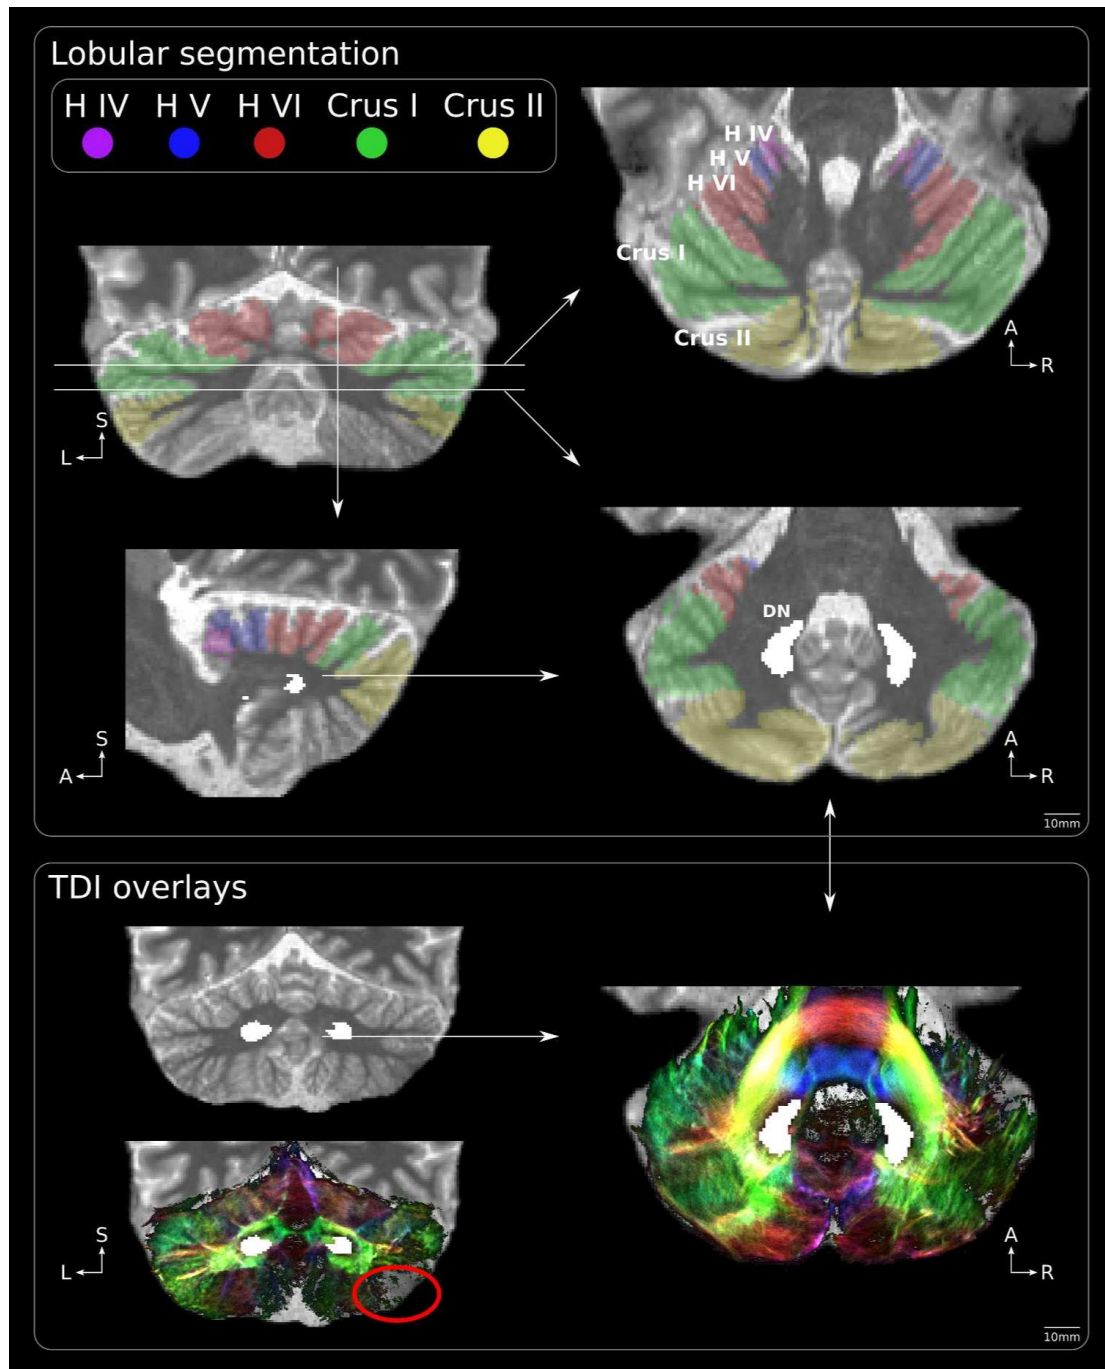 Lobular segmentation
H IV H V H VI Crus I Crus II
H IV
H V
H VI
Crus I
Crus II
A
R
S
L
DN
S
A
A
R
10mm
TDI overlays
S
L
A
R
10mm